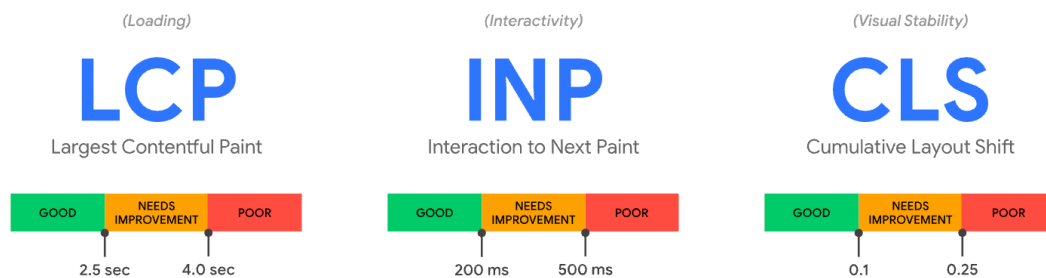 (Loading)
LCP
Largest Contentful Paint
GOOD
NEEDS
IMPROVEMENT
POOR
2.5 sec
4.0 sec
(Interactivity)
INP
Interaction to Next Paint
GOOD
NEEDS
IMPROVEMENT
POOR
200 ms
500 ms
(Visual Stability)
CLS
Cumulative Layout Shift
GOOD
NEEDS
IMPROVEMENT
POOR
0.1
0.25